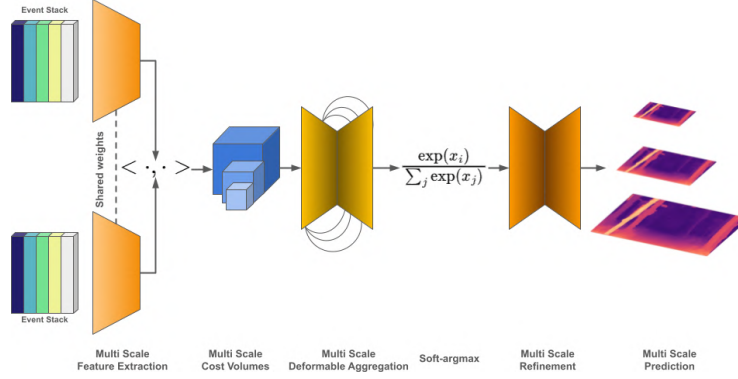 Event Stack
Shared weights
< ·, · >
exp(x_i)
∑_j exp(x_j)
Event Stack
Multi Scale
Feature Extraction
Multi Scale
Cost Volumes
Multi Scale
Deformable Aggregation
Soft-argmax
Multi Scale
Refinement
Multi Scale
Prediction